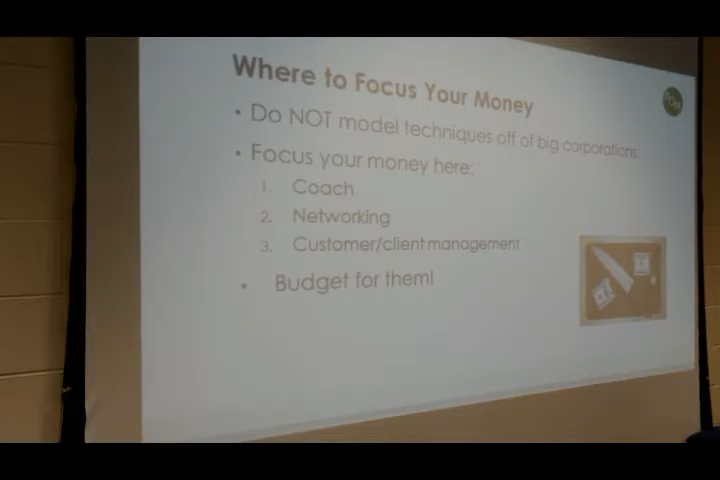 Where to Focus Your Money
• Do NOT model techniques off of big corporations
• Focus your money here:
1. Coach
2. Networking
3. Customer/client management
• Budget for them!